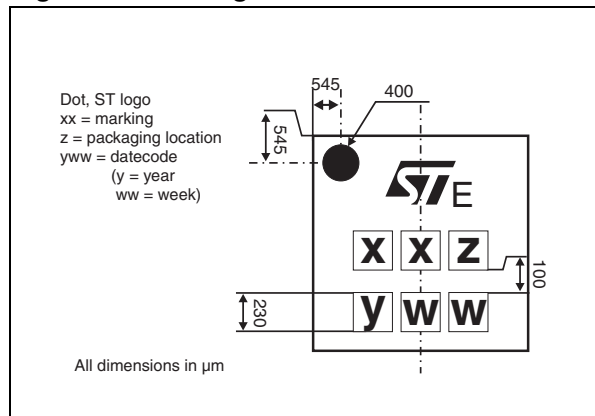 545
400
Dot, ST logo
xx = marking
z = packaging location
yww = datecode
(y = year
ww = week)
545
ST E
x x z
100
y w w
230
All dimensions in µm